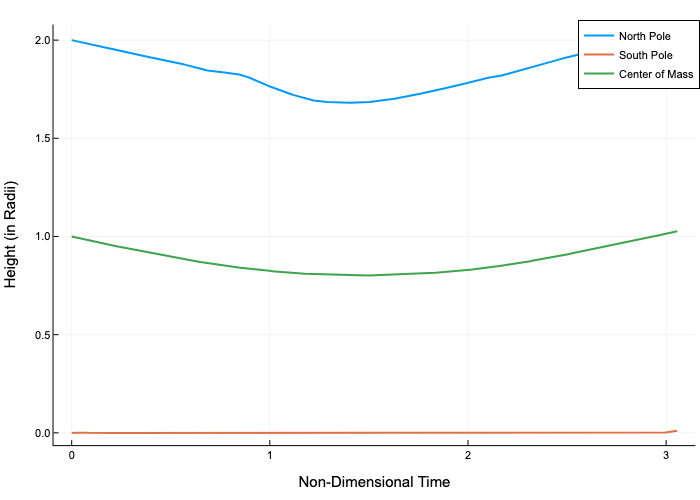 North Pole
South Pole
Center of Mass
2.0
1.5
1.0
0.5
0.0
Height (in Radii)
0 1 2 3
Non-Dimensional Time